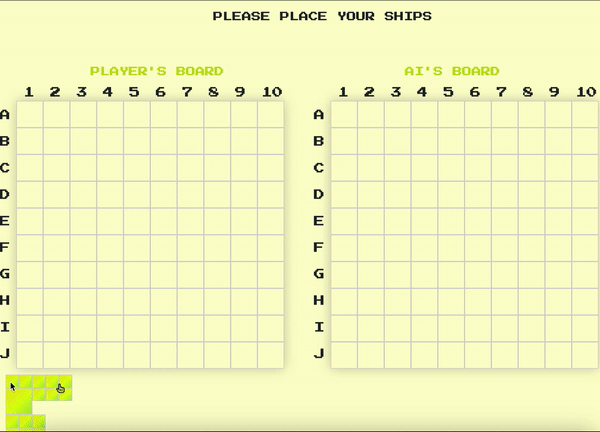 PLEASE PLACE YOUR SHIPS
PLAYER'S BOARD
1 2 3 4 5 6 7 8 9 10
A
B
C
D
E
F
G
H
I
J
AI'S BOARD
1 2 3 4 5 6 7 8 9 10
A
B
C
D
E
F
G
H
I
J